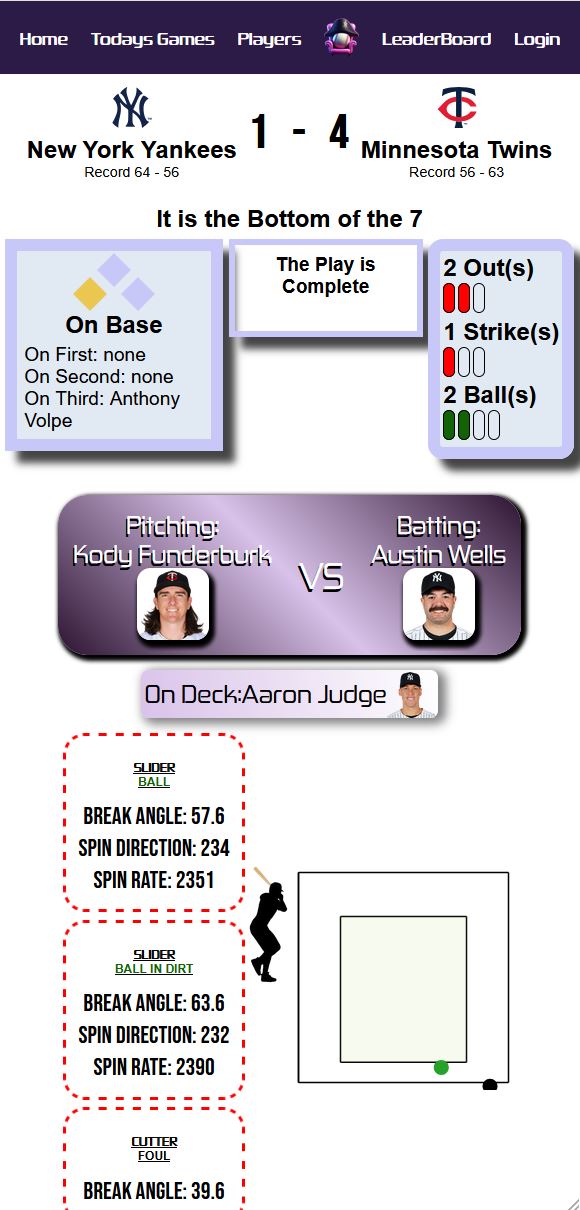 Home Todays Games Players LeaderBoard Login
1 - 4
New York Yankees
Record 64 - 56
Minnesota Twins
Record 56 - 63
It is the Bottom of the 7
On Base
On First: none
On Second: none
On Third: Anthony
Volpe
The Play is
Complete
2 Out(s)
1 Strike(s)
2 Ball(s)
Pitching:
Kody Funderburk
VS
Batting:
Austin Wells
On Deck:Aaron Judge
SLIDER
BALL
BREAK ANGLE: 57.6
SPIN DIRECTION: 234
SPIN RATE: 2351
SLIDER
BALL IN DIRT
BREAK ANGLE: 63.6
SPIN DIRECTION: 232
SPIN RATE: 2390
CUTTER
FOUL
BREAK ANGLE: 39.6